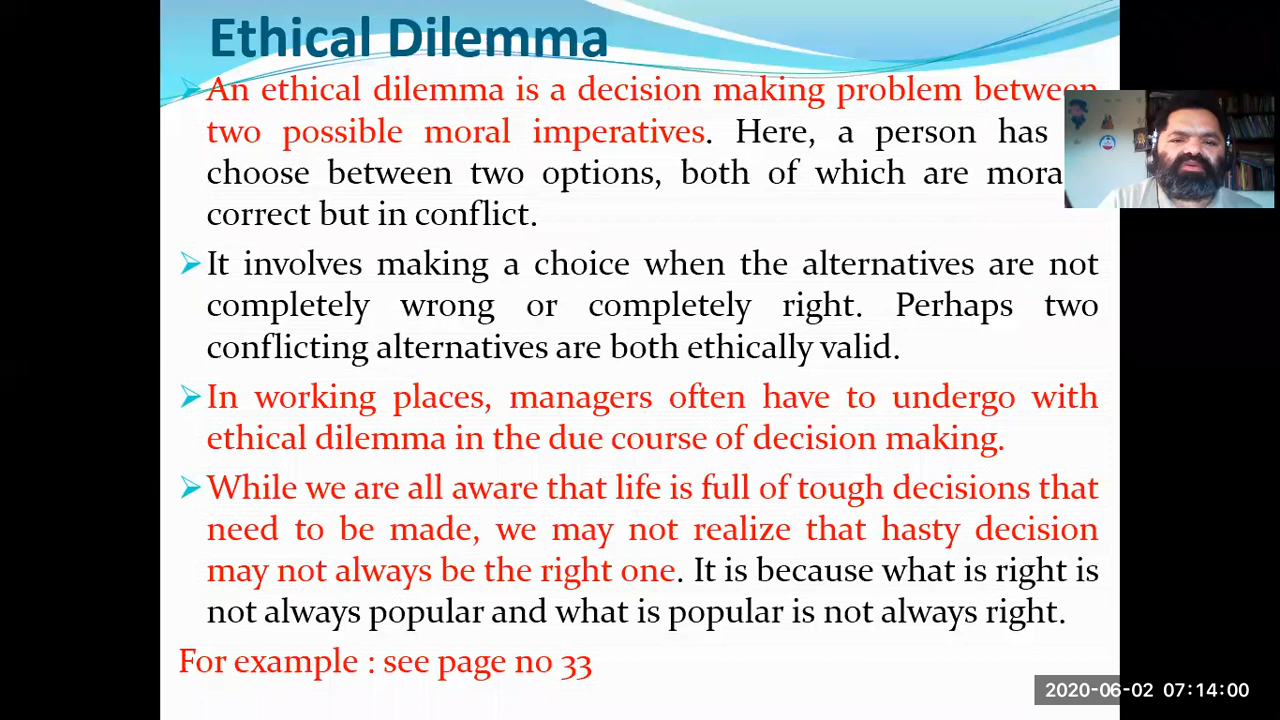 Ethical Dilemma
An ethical dilemma is a decision making problem between
two possible moral imperatives. Here, a person has
choose between two options, both of which are mora
correct but in conflict.
It involves making a choice when the alternatives are not
completely wrong or completely right. Perhaps two
conflicting alternatives are both ethically valid.
In working places, managers often have to undergo with
ethical dilemma in the due course of decision making.
While we are all aware that life is full of tough decisions that
need to be made, we may not realize that hasty decision
may not always be the right one. It is because what is right is
not always popular and what is popular is not always right.
For example : see page no 33
2020-06-02 07:14:00